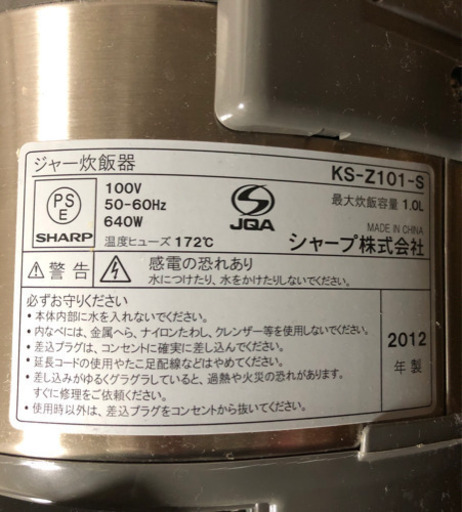 ジャー炊飯器
KS-Z101-S
PS
E
SHARP
100V
50-60Hz
640W
温度ヒューズ 172℃
JQA
最大炊飯容量 1.0L
MADE IN CHINA
シャープ株式会社
警告
感電の恐れあり
水につけたり、水をかけたりしないでください。
必ずお守りください
・本体内部に水を入れないでください。
・内なべには、金属へら、ナイロンたわし、クレンザー等を使用しないでください。
・差込プラグは、コンセントに確実に差し込んでください。
・延長コードの使用やたこ足配線などはやめてください。
・差し込みがゆるくグラグラしていると、過熱や火災の恐れがあります。
すぐに修理をご依頼ください。
・使用時以外は、差込プラグをコンセントから抜いてください。
2012
年製